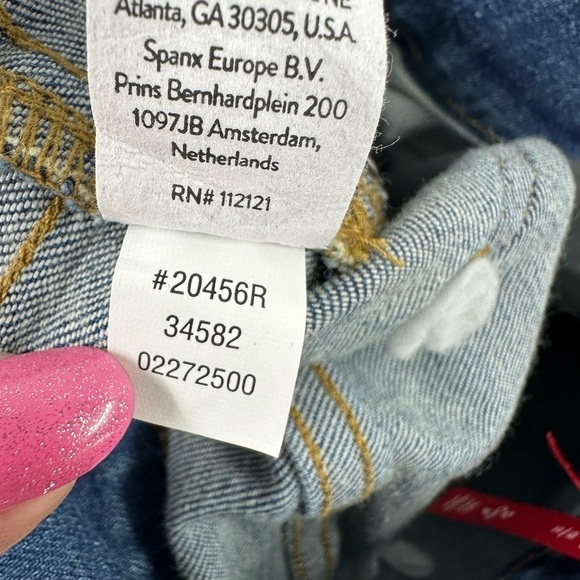 Atlanta, GA 30305, U.S.A.
Spanx Europe B.V.
Prins Bernhardplein 200
1097JB Amsterdam,
Netherlands
RN# 112121
#20456R
34582
02272500